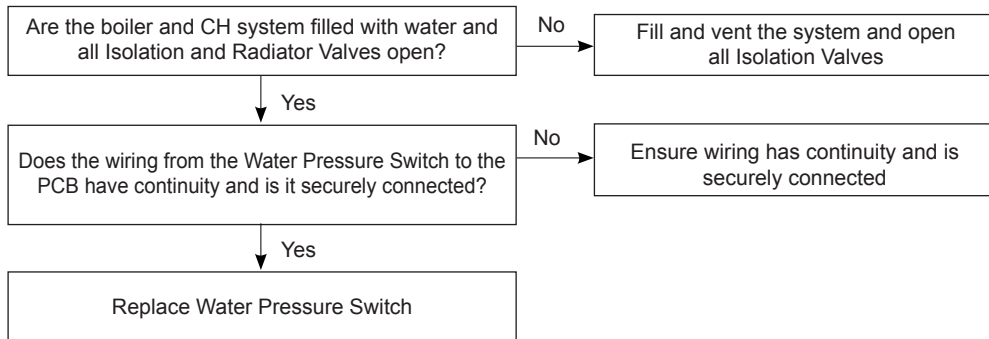 Are the boiler and CH system filled with water and
all Isolation and Radiator Valves open?
No
Fill and vent the system and open
all Isolation Valves
Yes
Does the wiring from the Water Pressure Switch to the
PCB have continuity and is it securely connected?
No
Ensure wiring has continuity and is
securely connected
Yes
Replace Water Pressure Switch